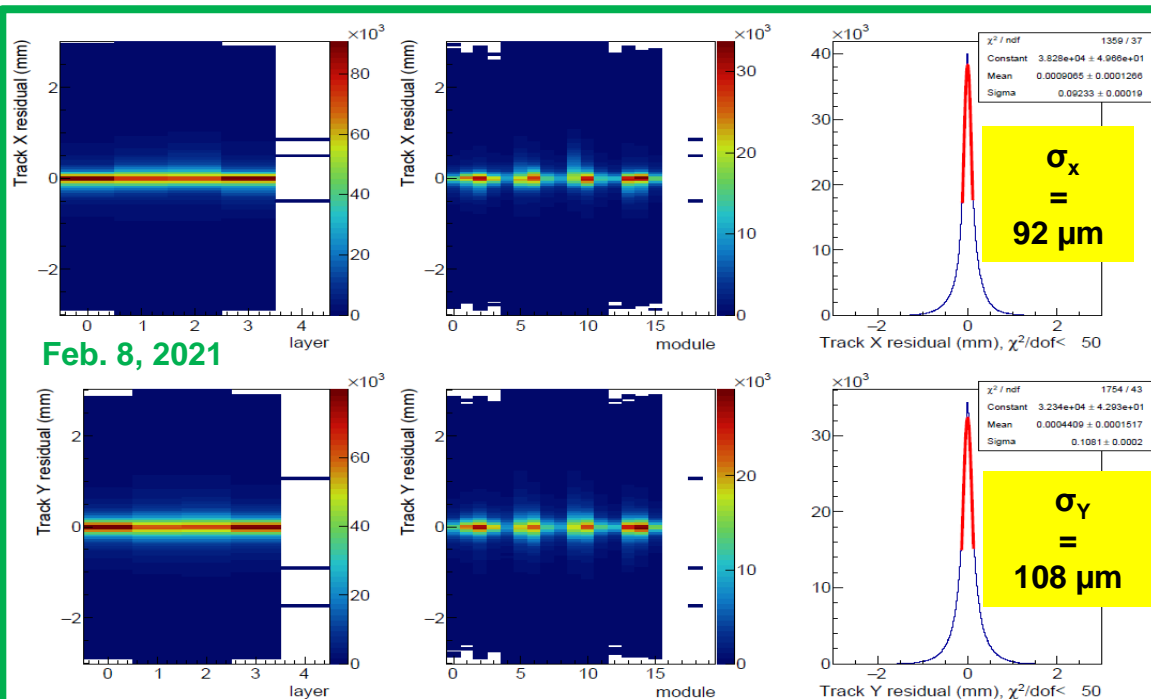 ×10³
Track X residual (mm)
2
0
−2
80
60
40
20
0
0 1 2 3 4
layer
×10³
Track X residual (mm)
2
0
−2
30
20
10
0
0 5 10 15
module
×10³
40
30
20
10
0
−2 0 2
Track X residual (mm), χ²/dof< 50
χ² / ndf 1359 / 37
Constant 3.828e+04 ± 4.966e+01
Mean 0.0009065 ± 0.0001266
Sigma 0.09233 ± 0.00019
σx
=
92 µm
Feb. 8, 2021
×10³
Track Y residual (mm)
2
0
−2
60
40
20
0
0 1 2 3 4
layer
×10³
Track Y residual (mm)
2
0
−2
20
10
0
0 5 10 15
module
×10³
30
20
10
0
−2 0 2
Track Y residual (mm), χ²/dof< 50
χ² / ndf 1754 / 43
Constant 3.234e+04 ± 4.293e+01
Mean 0.0004409 ± 0.0001517
Sigma 0.1081 ± 0.0002
σY
=
108 µm